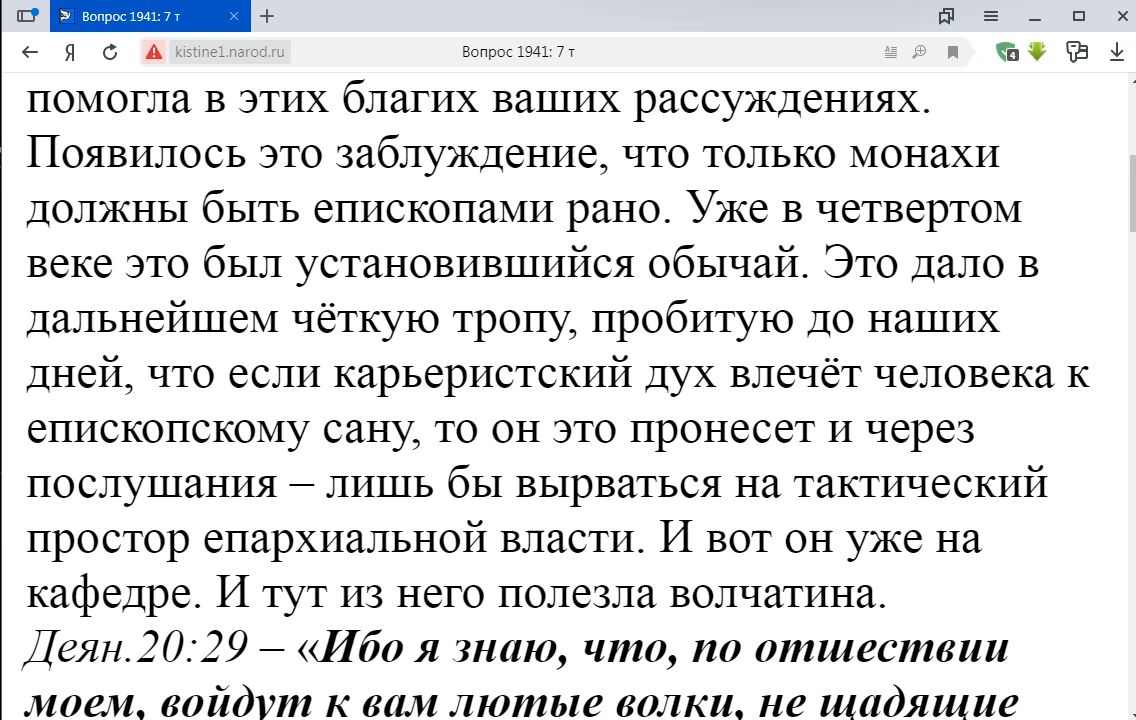 Вопрос 1941: 7 т
Я kistine1.narod.ru Вопрос 1941: 7 т 4
помогла в этих благих ваших рассуждениях.
Появилось это заблуждение, что только монахи
должны быть епископами рано. Уже в четвертом
веке это был установившийся обычай. Это дало в
дальнейшем чёткую тропу, пробитую до наших
дней, что если карьеристский дух влечёт человека к
епископскому сану, то он это пронесет и через
послушания – лишь бы вырваться на тактический
простор епархиальной власти. И вот он уже на
кафедре. И тут из него полезла волчатина.
Деян.20:29 – «Ибо я знаю, что, по отшествии
моем, войдут к вам лютые волки, не щадящие